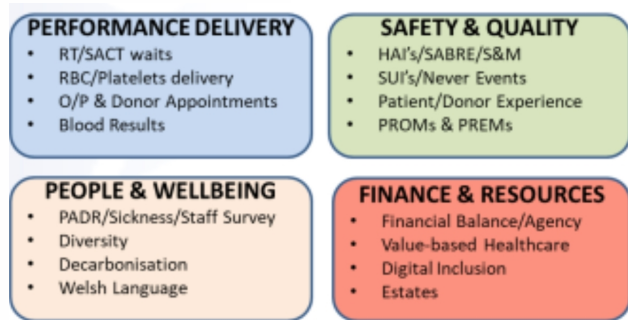 PERFORMANCE DELIVERY
• RT/SACT waits
• RBC/Platelets delivery
• O/P & Donor Appointments
• Blood Results
SAFETY & QUALITY
• HAI's/SABRE/S&M
• SUI's/Never Events
• Patient/Donor Experience
• PROMs & PREMs
PEOPLE & WELLBEING
• PADR/Sickness/Staff Survey
• Diversity
• Decarbonisation
• Welsh Language
FINANCE & RESOURCES
• Financial Balance/Agency
• Value-based Healthcare
• Digital Inclusion
• Estates